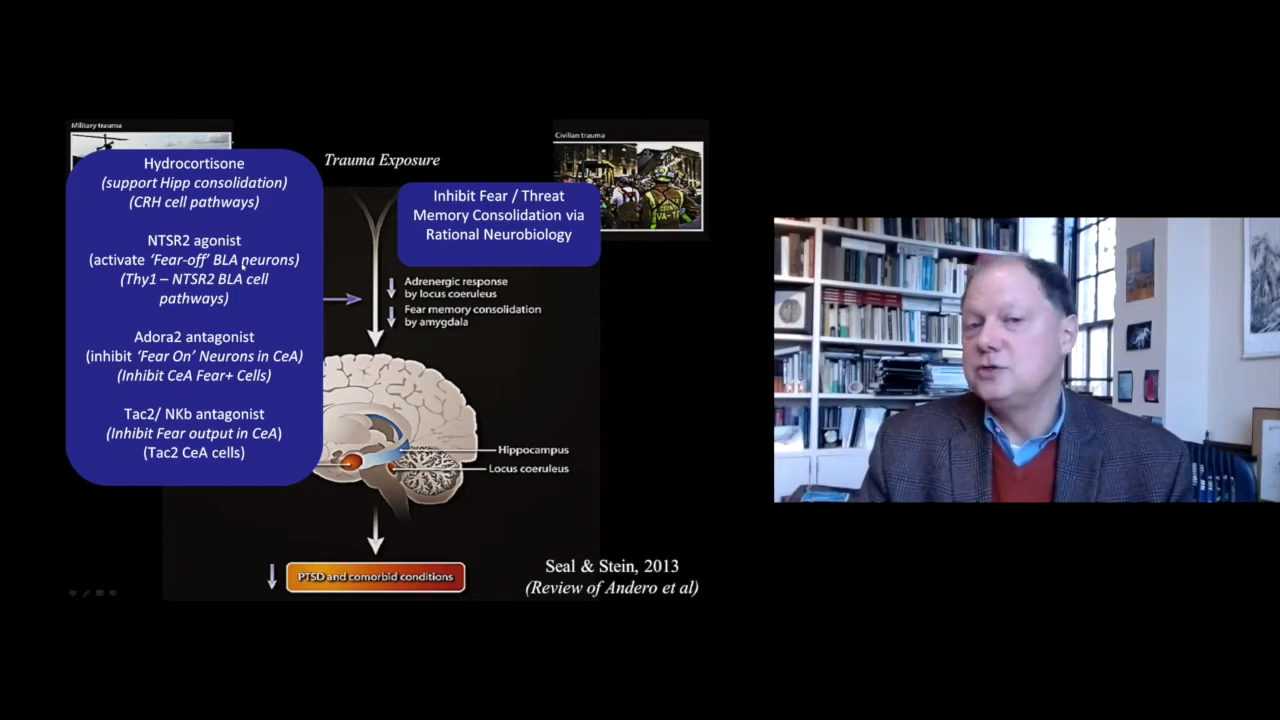 Military trauma
Hydrocortisone
(support Hipp consolidation)
(CRH cell pathways)
NTSR2 agonist
(activate 'Fear-off' BLA neurons)
(Thy1 – NTSR2 BLA cell
pathways)
Adora2 antagonist
(inhibit 'Fear On' Neurons in CeA)
(Inhibit CeA Fear+ Cells)
Tac2/ NKb antagonist
(Inhibit Fear output in CeA)
(Tac2 CeA cells)
Trauma Exposure
Civilian trauma
COUNTY
VA-T
Inhibit Fear / Threat
Memory Consolidation via
Rational Neurobiology
Adrenergic response
by locus coeruleus
Fear memory consolidation
by amygdala
Hippocampus
Locus coeruleus
PTSD and comorbid conditions
Seal & Stein, 2013
(Review of Andero et al)